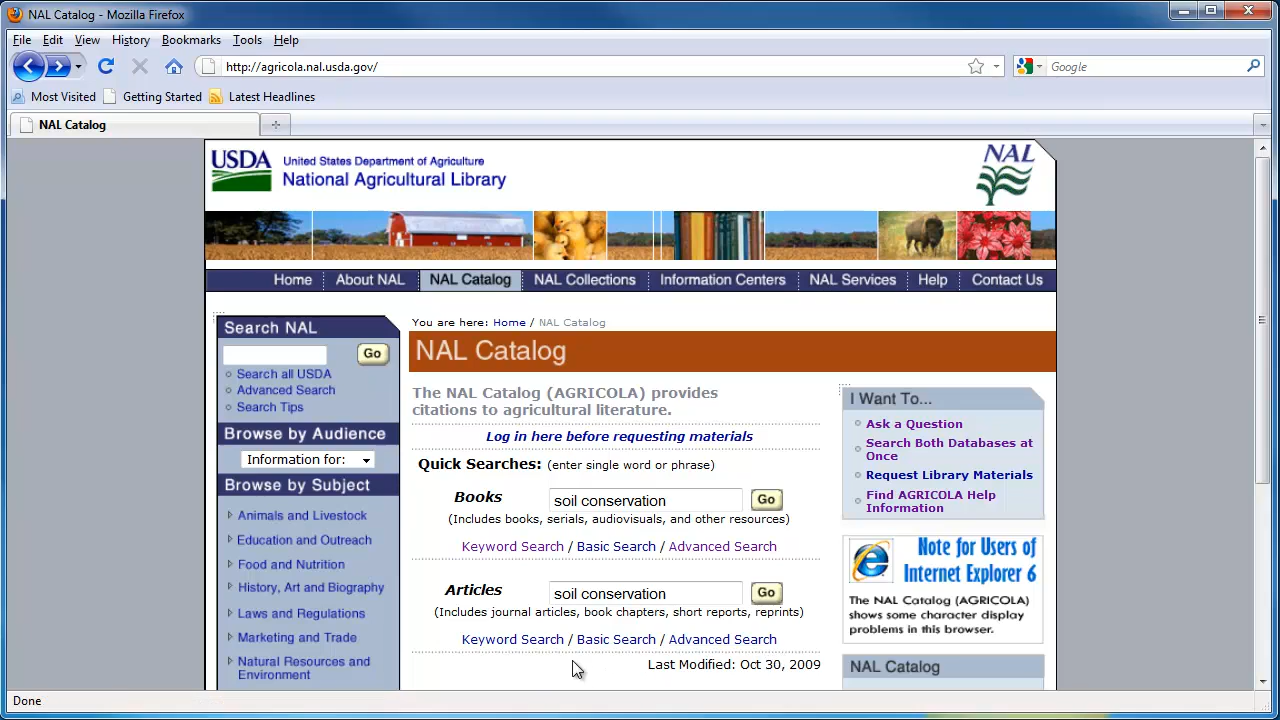 NAL Catalog - Mozilla Firefox
File Edit View History Bookmarks Tools Help
http://agricola.nal.usda.gov/
Google
Most Visited Getting Started Latest Headlines
NAL Catalog
USDA United States Department of Agriculture
National Agricultural Library
NAL
Home About NAL NAL Catalog NAL Collections Information Centers NAL Services Help Contact Us
You are here: Home / NAL Catalog
Search NAL
Go
Search all USDA
Advanced Search
Search Tips
Browse by Audience
Information for:
Browse by Subject
Animals and Livestock
Education and Outreach
Food and Nutrition
History, Art and Biography
Laws and Regulations
Marketing and Trade
Natural Resources and
Environment
NAL Catalog
The NAL Catalog (AGRICOLA) provides
citations to agricultural literature.
Log in here before requesting materials
Quick Searches: (enter single word or phrase)
Books soil conservation Go
(Includes books, serials, audiovisuals, and other resources)
Keyword Search / Basic Search / Advanced Search
Articles soil conservation Go
(Includes journal articles, book chapters, short reports, reprints)
Keyword Search / Basic Search / Advanced Search
Last Modified: Oct 30, 2009
I Want To...
Ask a Question
Search Both Databases at
Once
Request Library Materials
Find AGRICOLA Help
Information
Note for Users of
Internet Explorer 6
The NAL Catalog (AGRICOLA)
shows some character display
problems in this browser.
NAL Catalog
Done